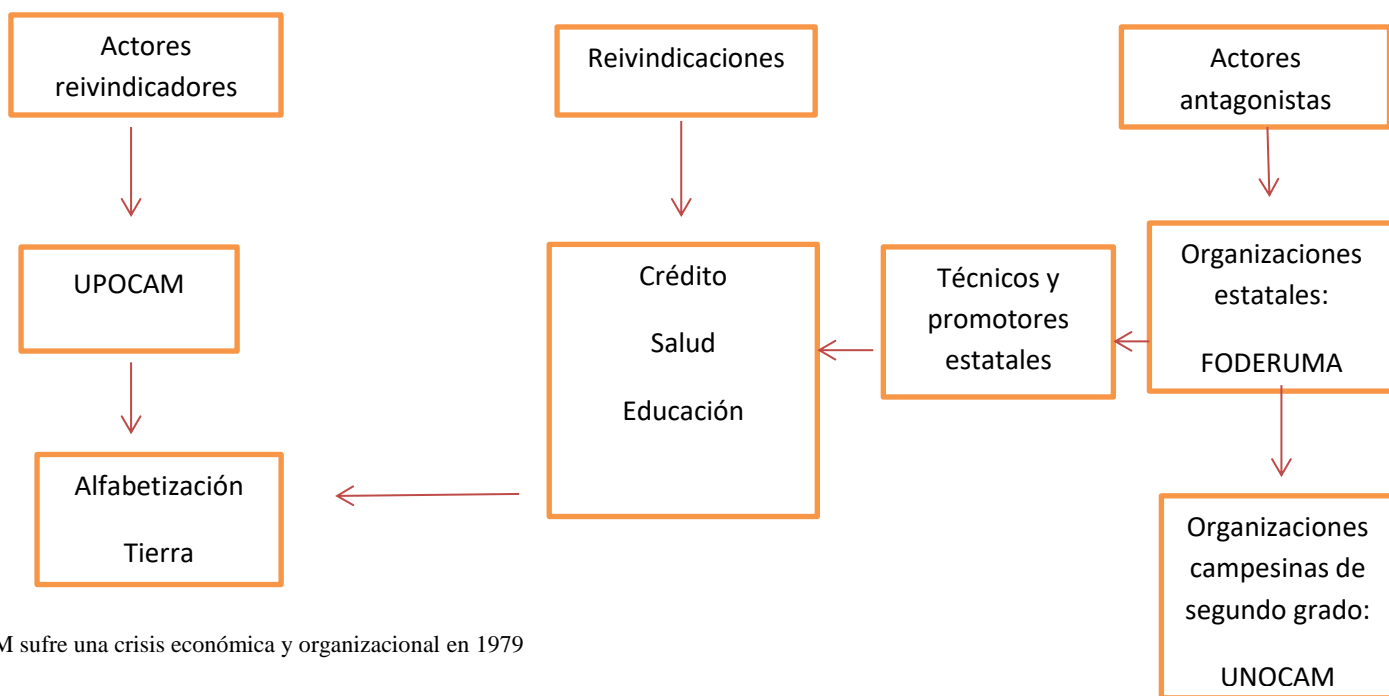 Actores
reivindicadores
Reivindicaciones
Actores
antagonistas
UPOCAM
Crédito
Salud
Educación
Técnicos y
promotores
estatales
Organizaciones
estatales:
FODERUMA
Alfabetización
Tierra
Organizaciones
campesinas de
segundo grado:
UNOCAM
M sufre una crisis económica y organizacional en 1979